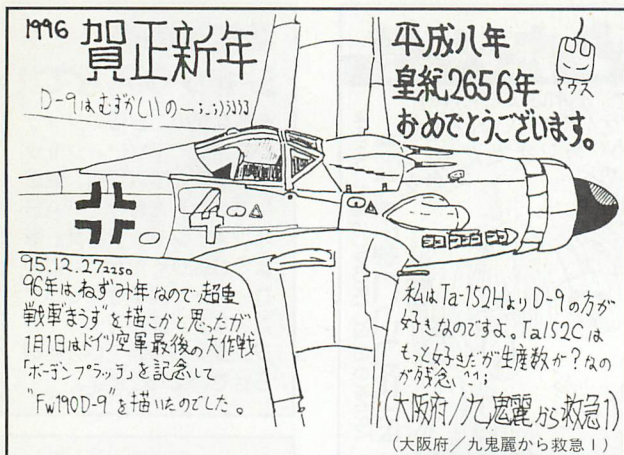 1996 賀正新年
D-9はむずかしいのー
平成八年
皇紀2656年
おめでとうございます。
マウス
4
95.12.27 2250
96年はねずみ年なので超重
戦車まうすを描こかと思ったが
1月1日はドイツ空軍最後の大作戦
「ボーデンプラッテ」を記念して
"Fw190D-9"を描いたのでした。
私はTa-152HよりD-9の方が
好きなのですよ。Ta152Cは
もっと好きだが生産数が?なの
が残念、
(大阪府/九鬼麗から救急1)
(大阪府/九鬼麗から救急1)